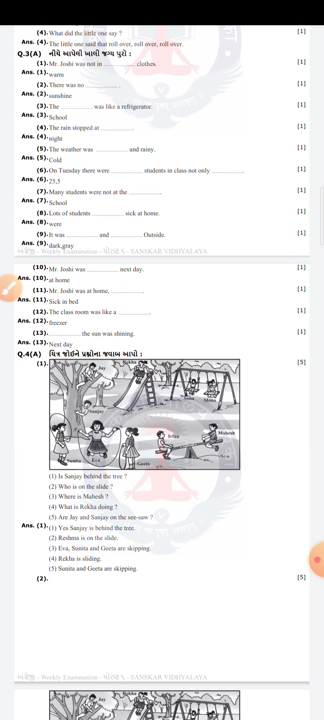 (4). What did the little one say ? [1]
Ans. (4). The little one said that roll over, roll over, roll over.
Q.3(A) નીચે આપેલી ખાલી જગ્યા પુરો :
(1). Mr. Joshi was not in .............. clothes. [1]
Ans. (1). warm
(2). There was no .............. . [1]
Ans. (2). sunshine
(3). The .............. was like a refrigerator. [1]
Ans. (3). School
(4). The rain stopped at .............. . [1]
Ans. (4). night
(5). The weather was .............. and rainy. [1]
Ans. (5). Cold
(6). On Tuesday there were .............. students in class not only .............. . [1]
Ans. (6). 25,5
(7). Many students were not at the .............. . [1]
Ans. (7). School
(8). Lots of students .............. sick at home. [1]
Ans. (8). were
(9). It was .............. and .............. Outside. [1]
Ans. (9). dark,gray
અંગ્રેજી - Weekly Examination - ધોરણ ૬ - SANSKAR VIDHYALAYA
(10). Mr. Joshi was .............. next day. [1]
Ans. (10). at home
(11). Mr. Joshi was at home, .............. . [1]
Ans. (11). Sick in bed
(12). The class room was like a .............. . [1]
Ans. (12). freezer
(13). .............. the sun was shining. [1]
Ans. (13). Next day
Q.4(A) ચિત્ર જોઈને પ્રશ્નોના જવાબ આપો :
(1). [5]
Jay
Rekha
Mona
Sanjay
Irfan
Mahesh
Sunita
Eva
Geeta
(1) Is Sanjay behind the tree ?
(2) Who is on the slide ?
(3) Where is Mahesh ?
(4) What is Rekha doing ?
(5) Are Jay and Sanjay on the see-saw ?
Ans. (1). (1) Yes Sanjay is behind the tree.
(2) Reshma is on the slide.
(3) Eva, Sunita and Geeta are skipping.
(4) Rekha is sliding.
(5) Sunita and Geeta are skipping.
(2). [5]
અંગ્રેજી - Weekly Examination - ધોરણ ૬ - SANSKAR VIDHYALAYA
Jay
Rekha